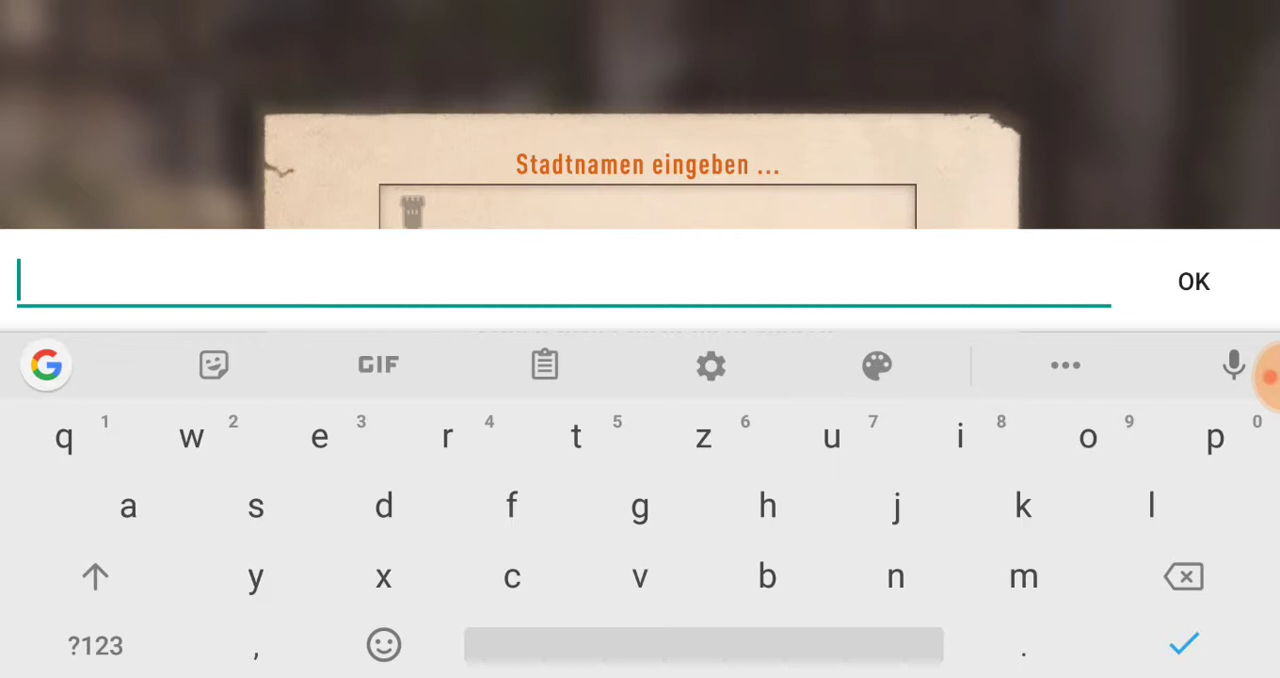 Stadtnamen eingeben ...
OK
GIF
q 1 w 2 e 3 r 4 t 5 z 6 u 7 i 8 o 9 p 0
a s d f g h j k l
y x c v b n m
?123 , .